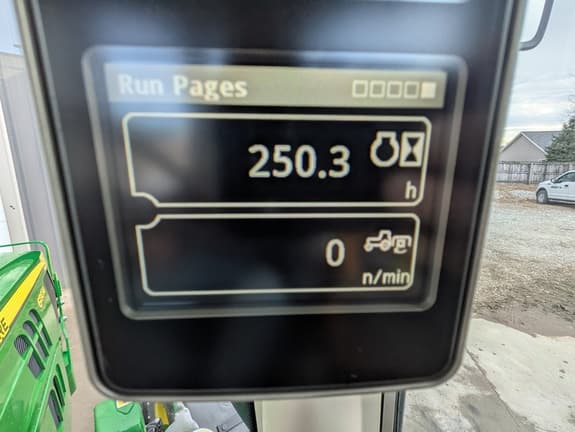 Run Pages
250.3
h
0
n/min